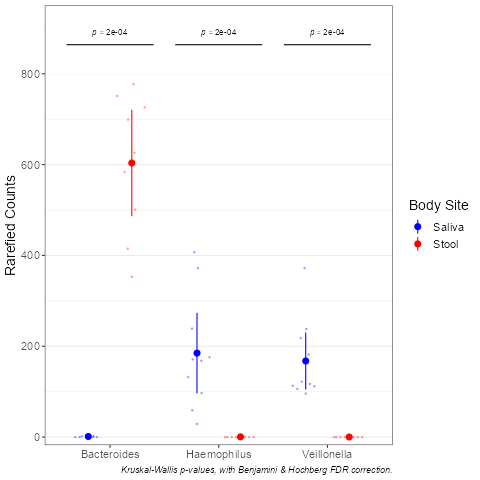 p = 2e-04 p = 2e-04 p = 2e-04
800
600
400
200
0
Rarefied Counts
Bacteroides Haemophilus Veillonella
Kruskal-Wallis p-values, with Benjamini & Hochberg FDR correction.
Body Site
Saliva
Stool